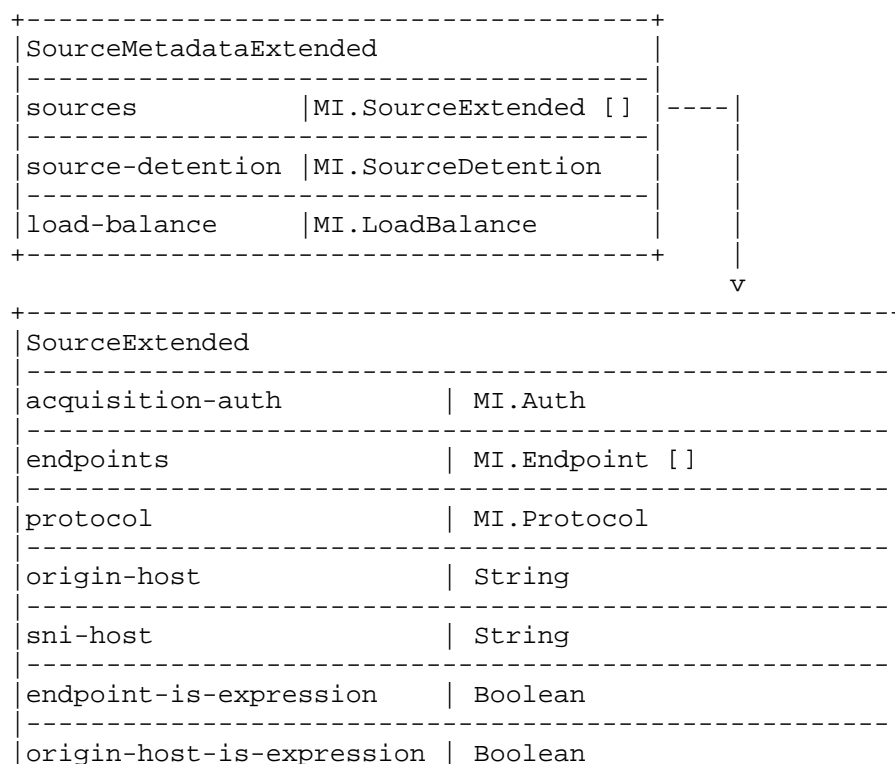 +---------------------------------------+
|SourceMetadataExtended                 |
|---------------------------------------|
|sources          |MI.SourceExtended [] |----|
|---------------------------------------|    |
|source-detention |MI.SourceDetention   |    |
|---------------------------------------|    |
|load-balance     |MI.LoadBalance       |    |
+---------------------------------------+    |
                                             v
+------------------------------------------------------
|SourceExtended
|------------------------------------------------------
|acquisition-auth          | MI.Auth
|------------------------------------------------------
|endpoints                 | MI.Endpoint []
|------------------------------------------------------
|protocol                  | MI.Protocol
|------------------------------------------------------
|origin-host               | String
|------------------------------------------------------
|sni-host                  | String
|------------------------------------------------------
|endpoint-is-expression    | Boolean
|------------------------------------------------------
|origin-host-is-expression | Boolean